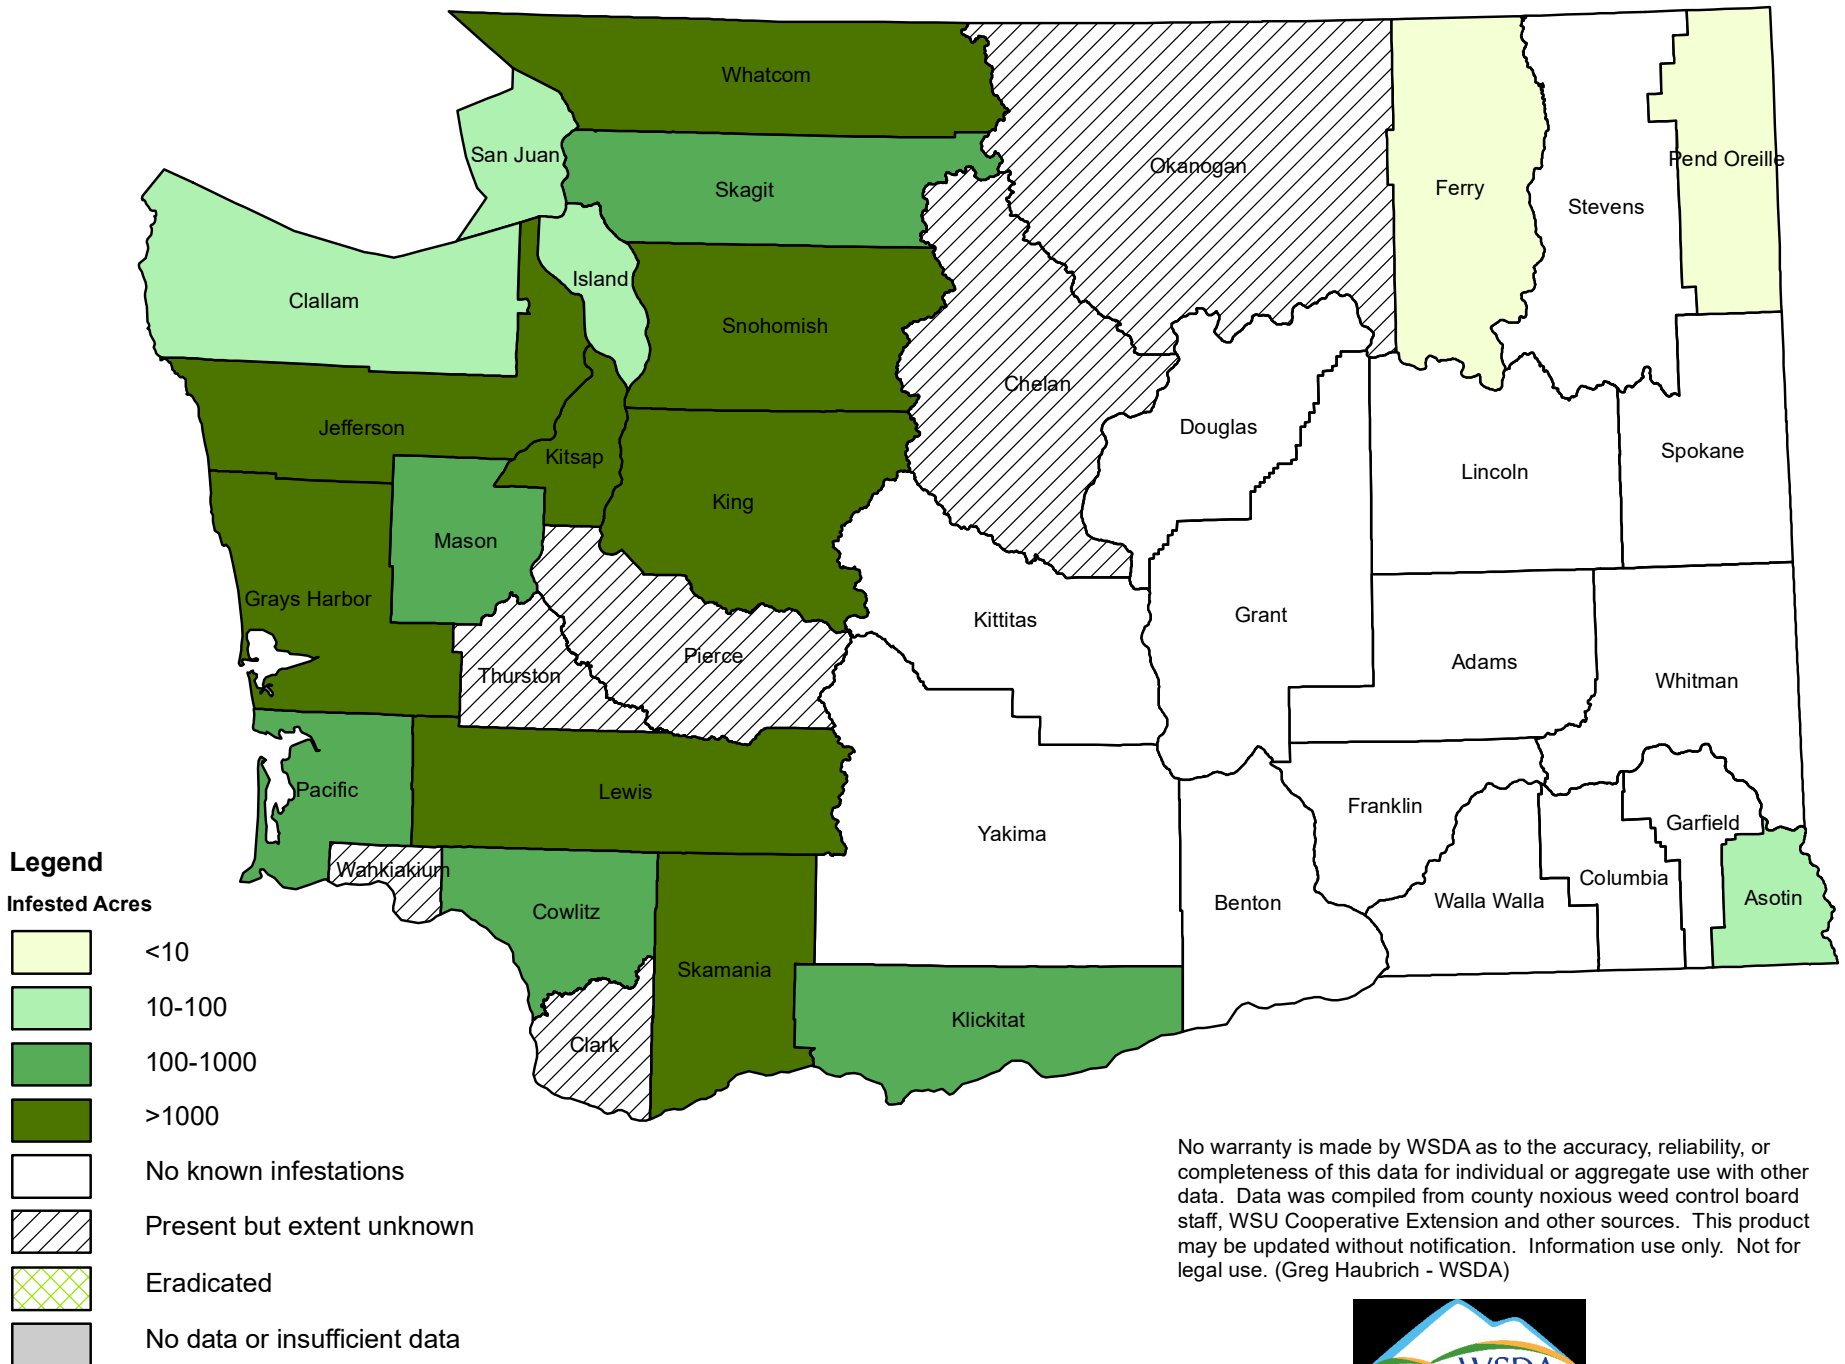 Whatcom
San Juan
Skagit
Okanogan
Ferry
Stevens
Pend Oreille
Clallam
Island
Snohomish
Chelan
Jefferson
Kitsap
Douglas
Lincoln
Spokane
King
Mason
Grays Harbor
Kittitas
Grant
Pierce
Thurston
Adams
Whitman
Pacific
Lewis
Yakima
Franklin
Garfield
Wahkiakium
Columbia
Asotin
Cowlitz
Benton
Walla Walla
Skamania
Klickitat
Clark
Legend
Infested Acres
<10
10-100
100-1000
>1000
No known infestations
Present but extent unknown
Eradicated
No data or insufficient data
No warranty is made by WSDA as to the accuracy, reliability, or
completeness of this data for individual or aggregate use with other
data.  Data was compiled from county noxious weed control board
staff, WSU Cooperative Extension and other sources.  This product
may be updated without notification.  Information use only.  Not for
legal use. (Greg Haubrich - WSDA)
WSDA